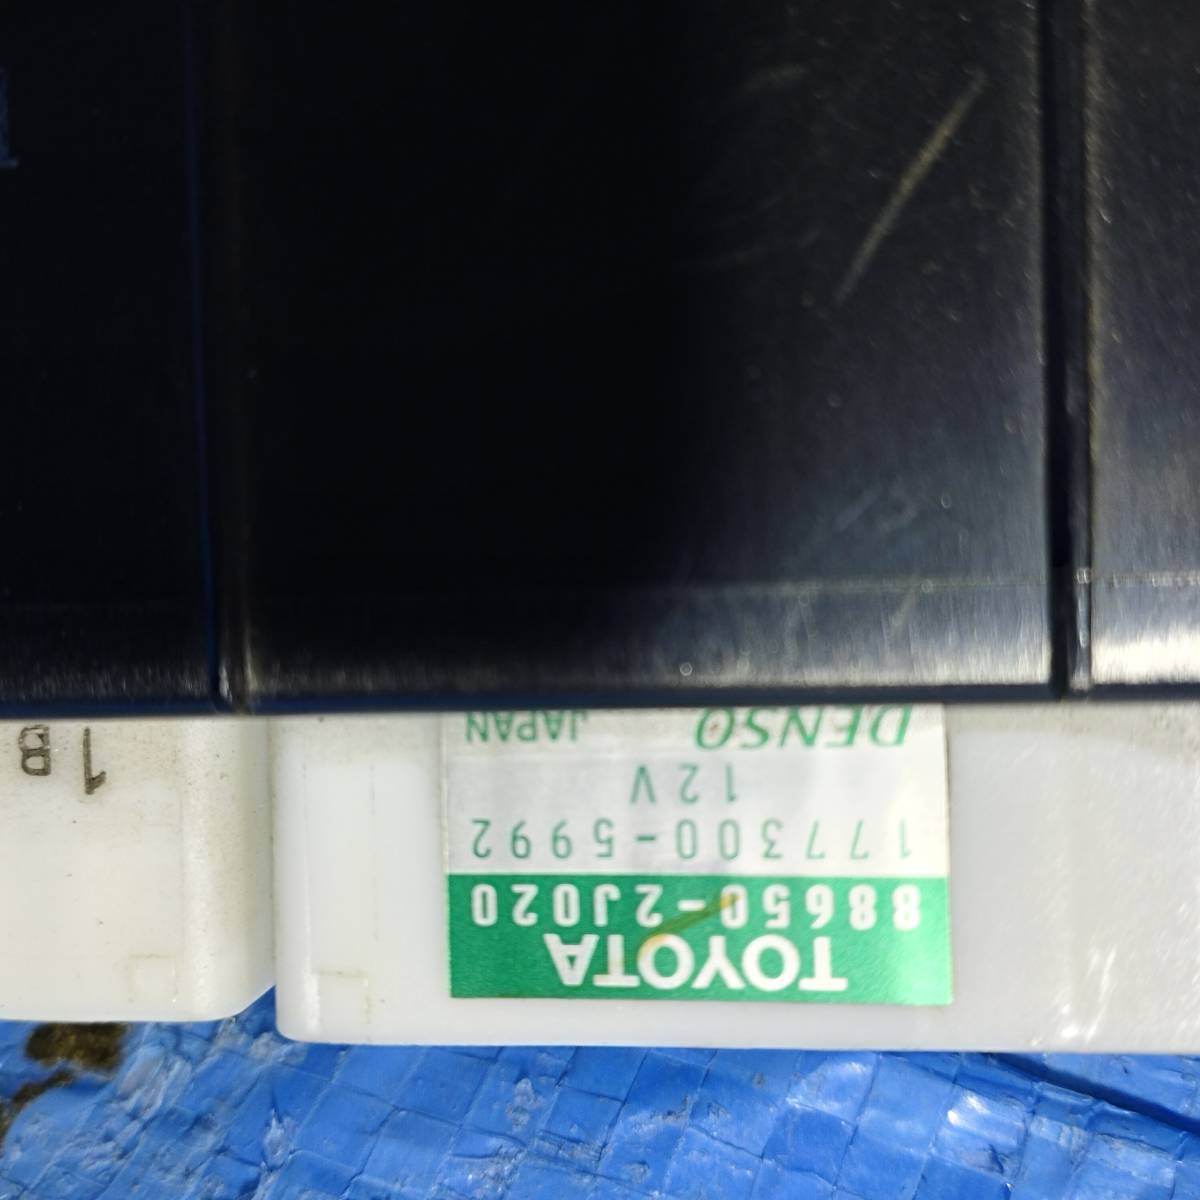 TOYOTA
88650-2J020
177300-5992
12V
DENSO JAPAN
1B